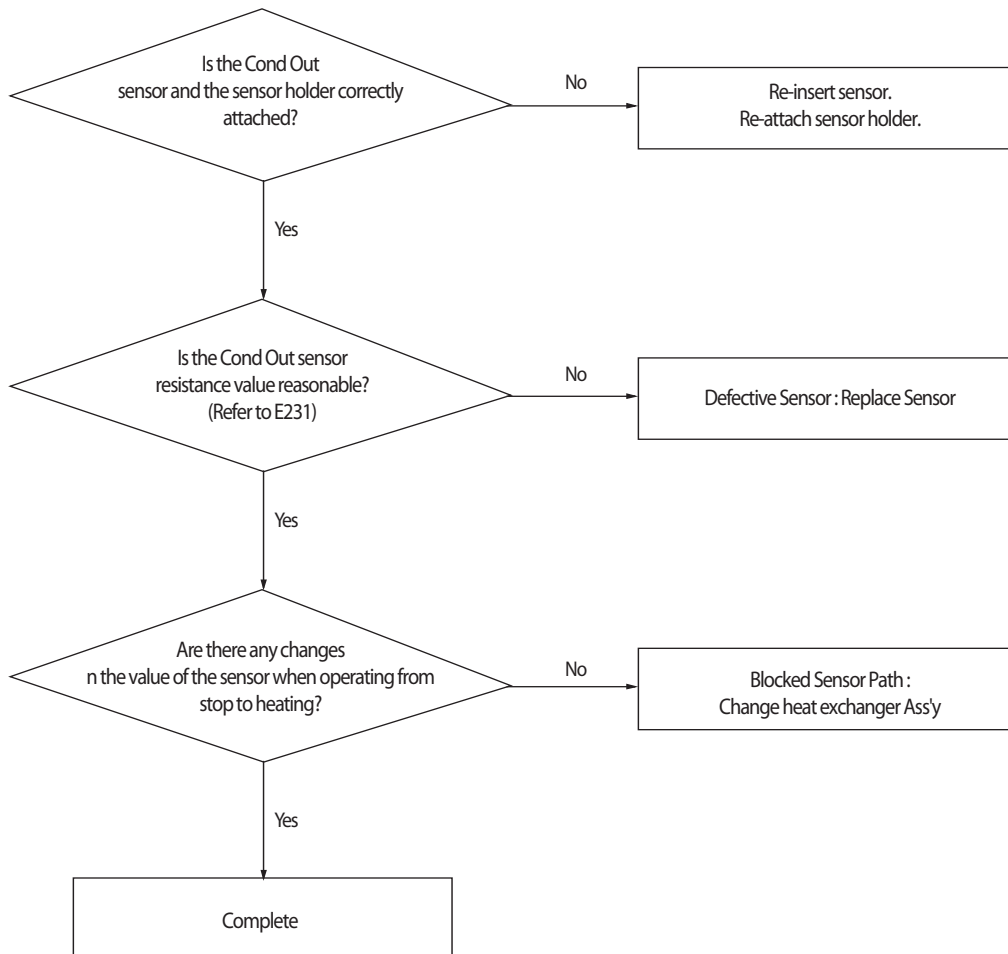 Is the Cond Out
sensor and the sensor holder correctly
attached?
No
Re-insert sensor.
Re-attach sensor holder.
Yes
Is the Cond Out sensor
resistance value reasonable?
(Refer to E231)
No
Defective Sensor : Replace Sensor
Yes
Are there any changes
n the value of the sensor when operating from
stop to heating?
No
Blocked Sensor Path :
Change heat exchanger Ass'y
Yes
Complete